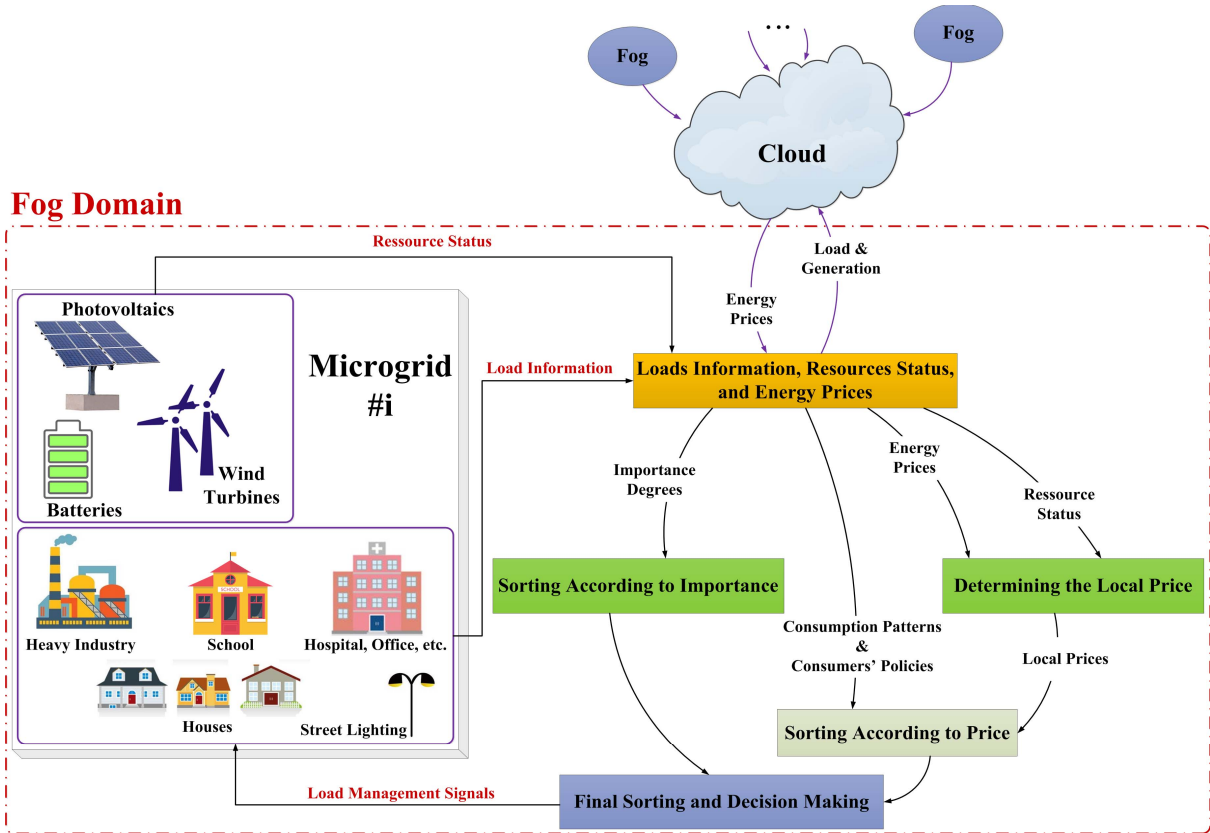 Fog
...
Fog
Cloud
Fog Domain
Ressource Status
Load &
Generation
Energy
Prices
Photovoltaics
Microgrid
#i
Batteries
Wind
Turbines
Load Information
Loads Information, Resources Status,
and Energy Prices
Importance
Degrees
Energy
Prices
Ressource
Status
Sorting According to Importance
Determining the Local Price
SCHOOL
Heavy Industry
School
Hospital, Office, etc.
Houses
Street Lighting
Consumption Patterns
&
Consumers’ Policies
Local Prices
Sorting According to Price
Load Management Signals
Final Sorting and Decision Making